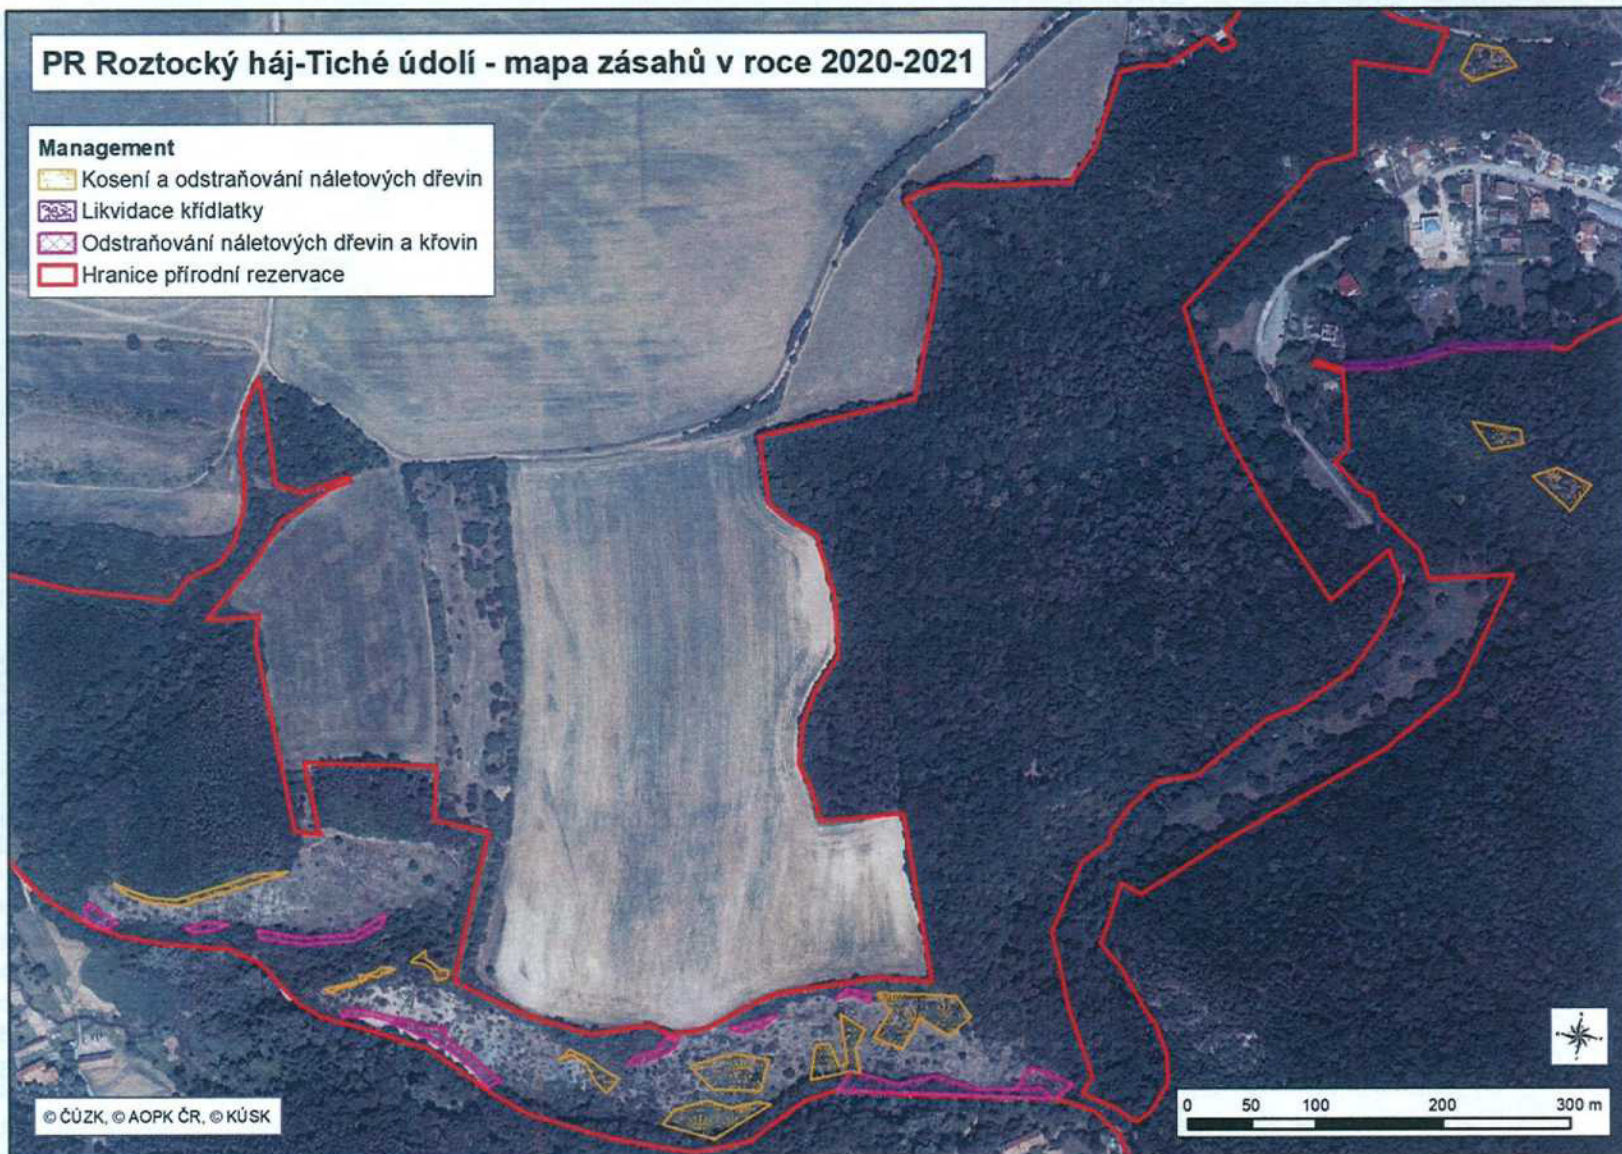 PR Roztocký háj-Tiché údolí - mapa zásahů v roce 2020-2021
Management
Kosení a odstraňování náletových dřevin
Likvidace křídlatky
Odstraňování náletových dřevin a křovin
Hranice přírodní rezervace
© ČÚZK, © AOPK ČR, © KÚSK
0 50 100 200 300 m